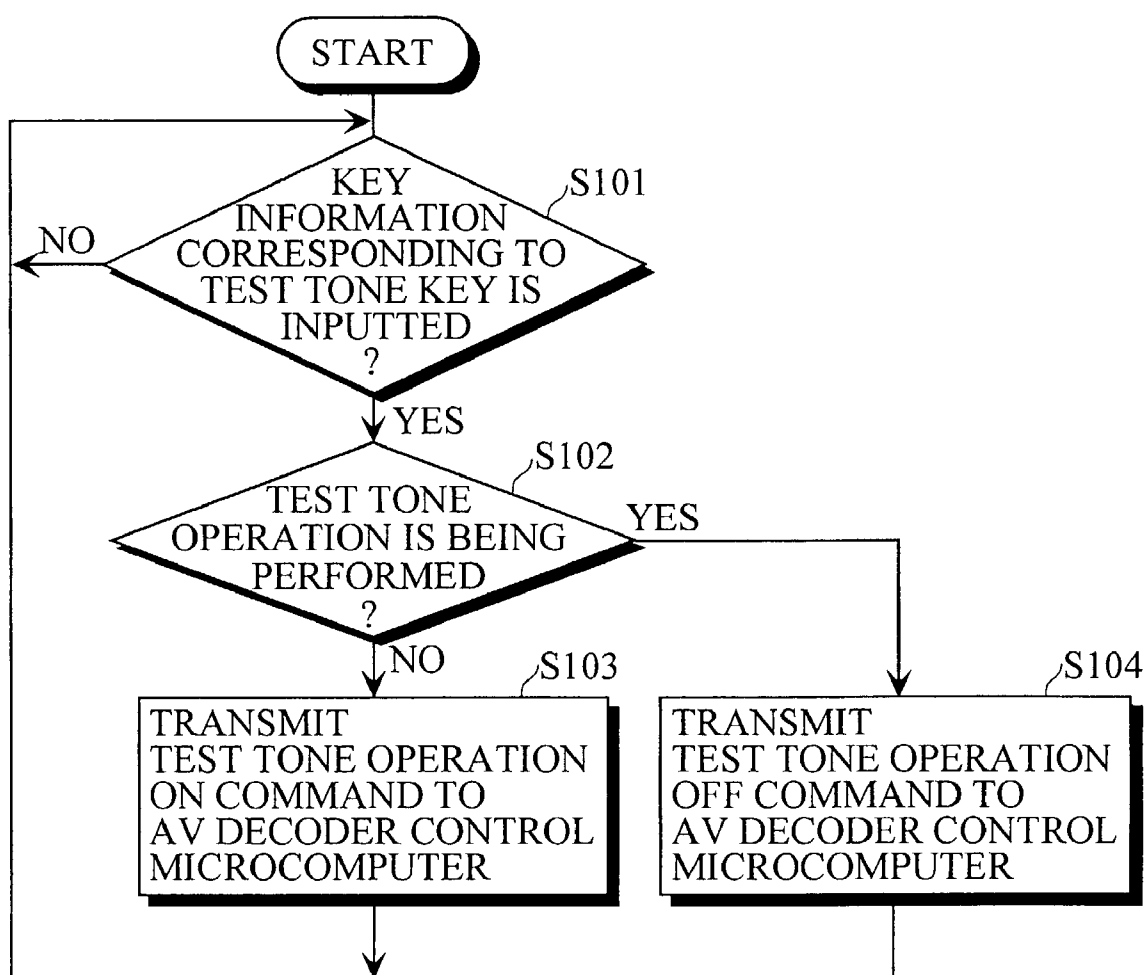 START
KEY
INFORMATION
CORRESPONDING TO
TEST TONE KEY IS
INPUTTED
?
S101
NO
YES
S102
TEST TONE
OPERATION IS BEING
PERFORMED
?
YES
NO
S103
TRANSMIT
TEST TONE OPERATION
ON COMMAND TO
AV DECODER CONTROL
MICROCOMPUTER
S104
TRANSMIT
TEST TONE OPERATION
OFF COMMAND TO
AV DECODER CONTROL
MICROCOMPUTER